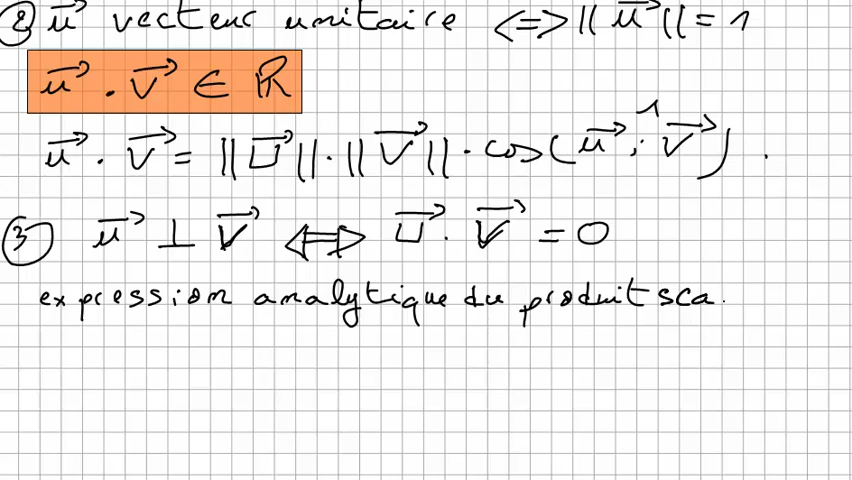 ② u⃗ vecteur unitaire ⟺ || u⃗ || = 1
u⃗ . v⃗ ∈ ℝ
u⃗ . v⃗ = ||u⃗|| . ||v⃗|| . cos(u⃗ ; v⃗) .
③ u⃗ ⊥ v⃗ ⟺ u⃗ . v⃗ = 0
expression analytique du produit sca.